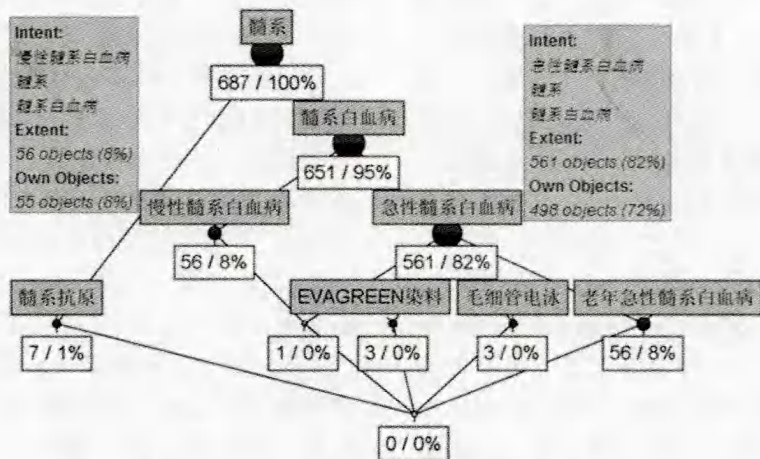 髓系
687 / 100%
Intent:
慢性髓系白血病
髓系
髓系白血病
Extent:
56 objects (8%)
Own Objects:
55 objects (8%)
Intent:
急性髓系白血病
髓系
髓系白血病
Extent:
561 objects (82%)
Own Objects:
498 objects (72%)
髓系白血病
651 / 95%
慢性髓系白血病
急性髓系白血病
56 / 8%
561 / 82%
髓系抗原
EVAGREEN染料
毛细管电泳
老年急性髓系白血病
7 / 1%
1 / 0%
3 / 0%
3 / 0%
56 / 8%
0 / 0%